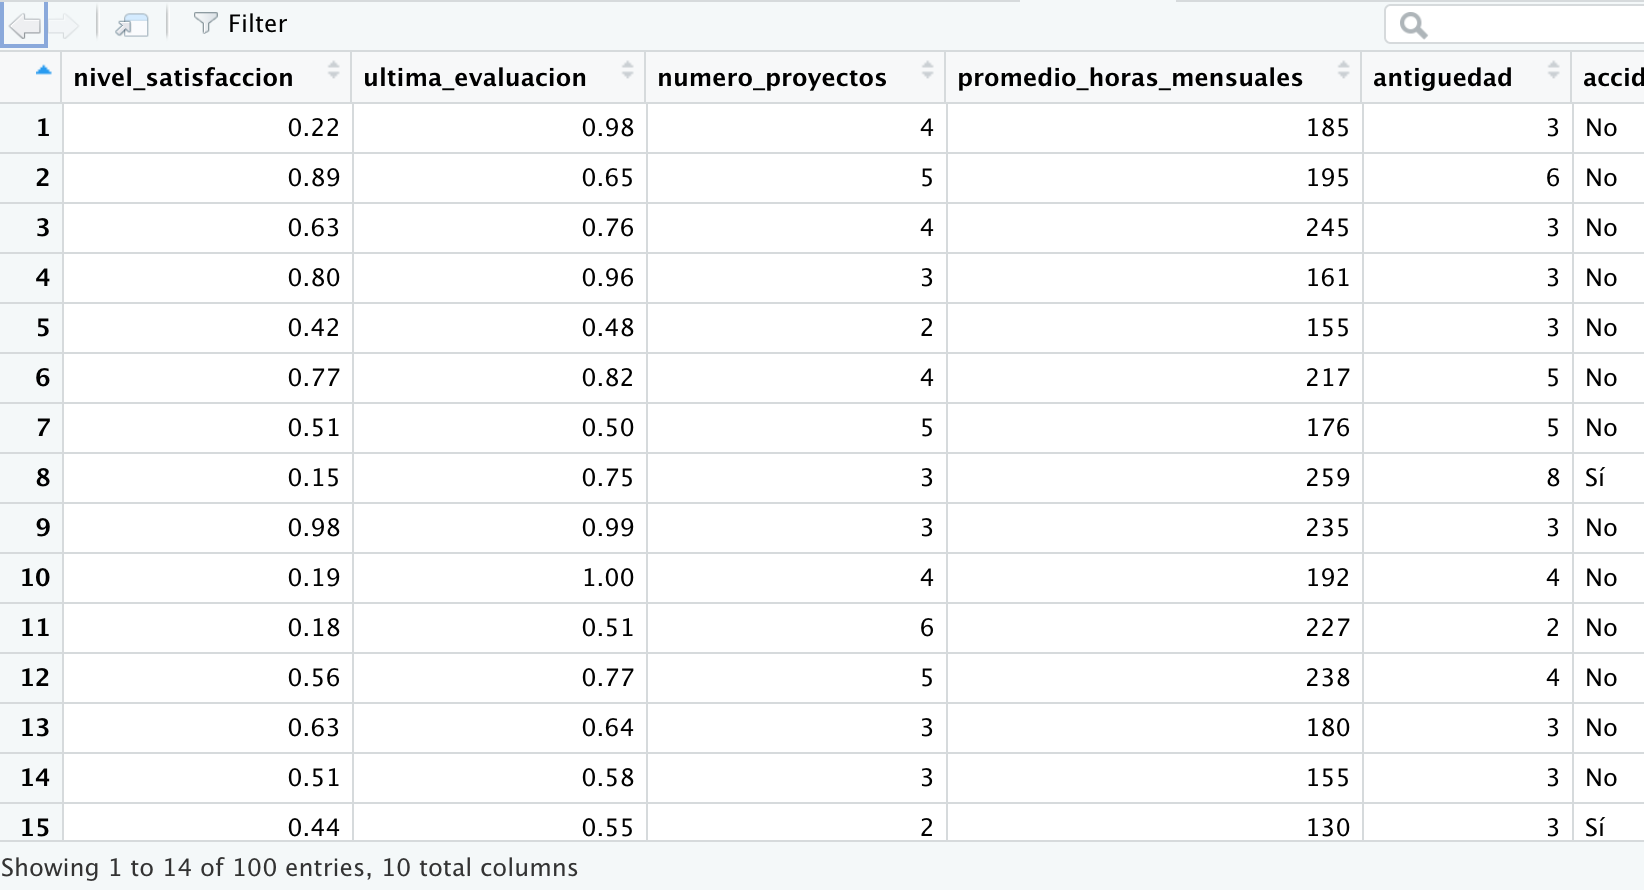 Filter
nivel_satisfaccion ultima_evaluacion numero_proyectos promedio_horas_mensuales antiguedad accid
1 0.22 0.98 4 185 3 No
2 0.89 0.65 5 195 6 No
3 0.63 0.76 4 245 3 No
4 0.80 0.96 3 161 3 No
5 0.42 0.48 2 155 3 No
6 0.77 0.82 4 217 5 No
7 0.51 0.50 5 176 5 No
8 0.15 0.75 3 259 8 Sí
9 0.98 0.99 3 235 3 No
10 0.19 1.00 4 192 4 No
11 0.18 0.51 6 227 2 No
12 0.56 0.77 5 238 4 No
13 0.63 0.64 3 180 3 No
14 0.51 0.58 3 155 3 No
15 0.44 0.55 2 130 3 Sí
Showing 1 to 14 of 100 entries, 10 total columns